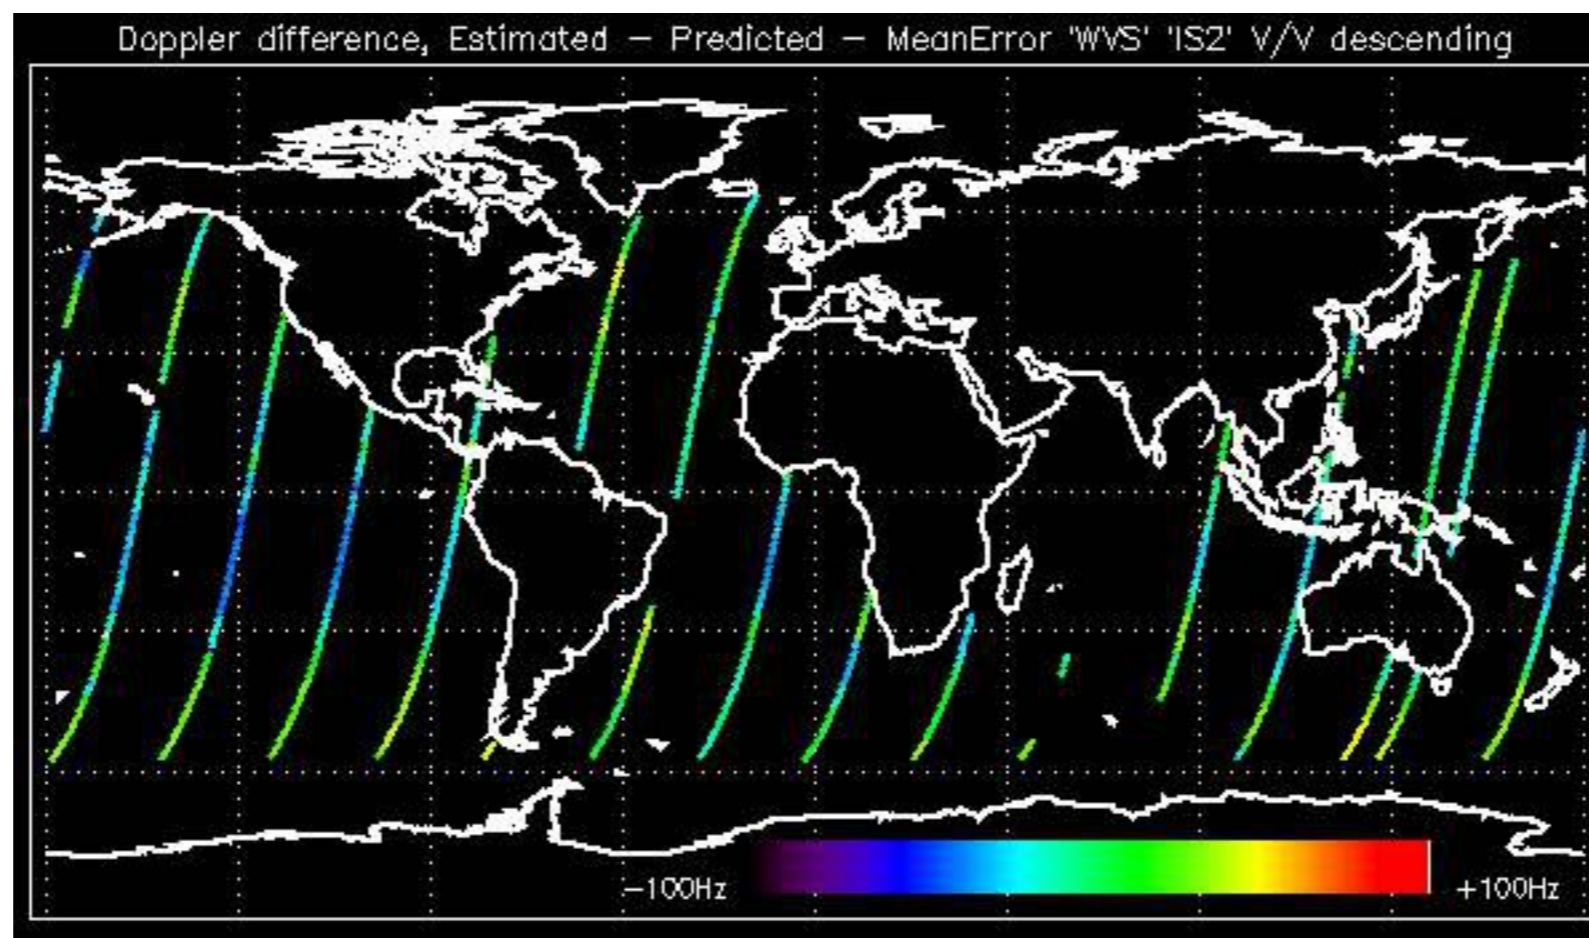 Doppler difference, Estimated – Predicted – MeanError 'WVS' 'IS2' V/V descending
–100Hz +100Hz